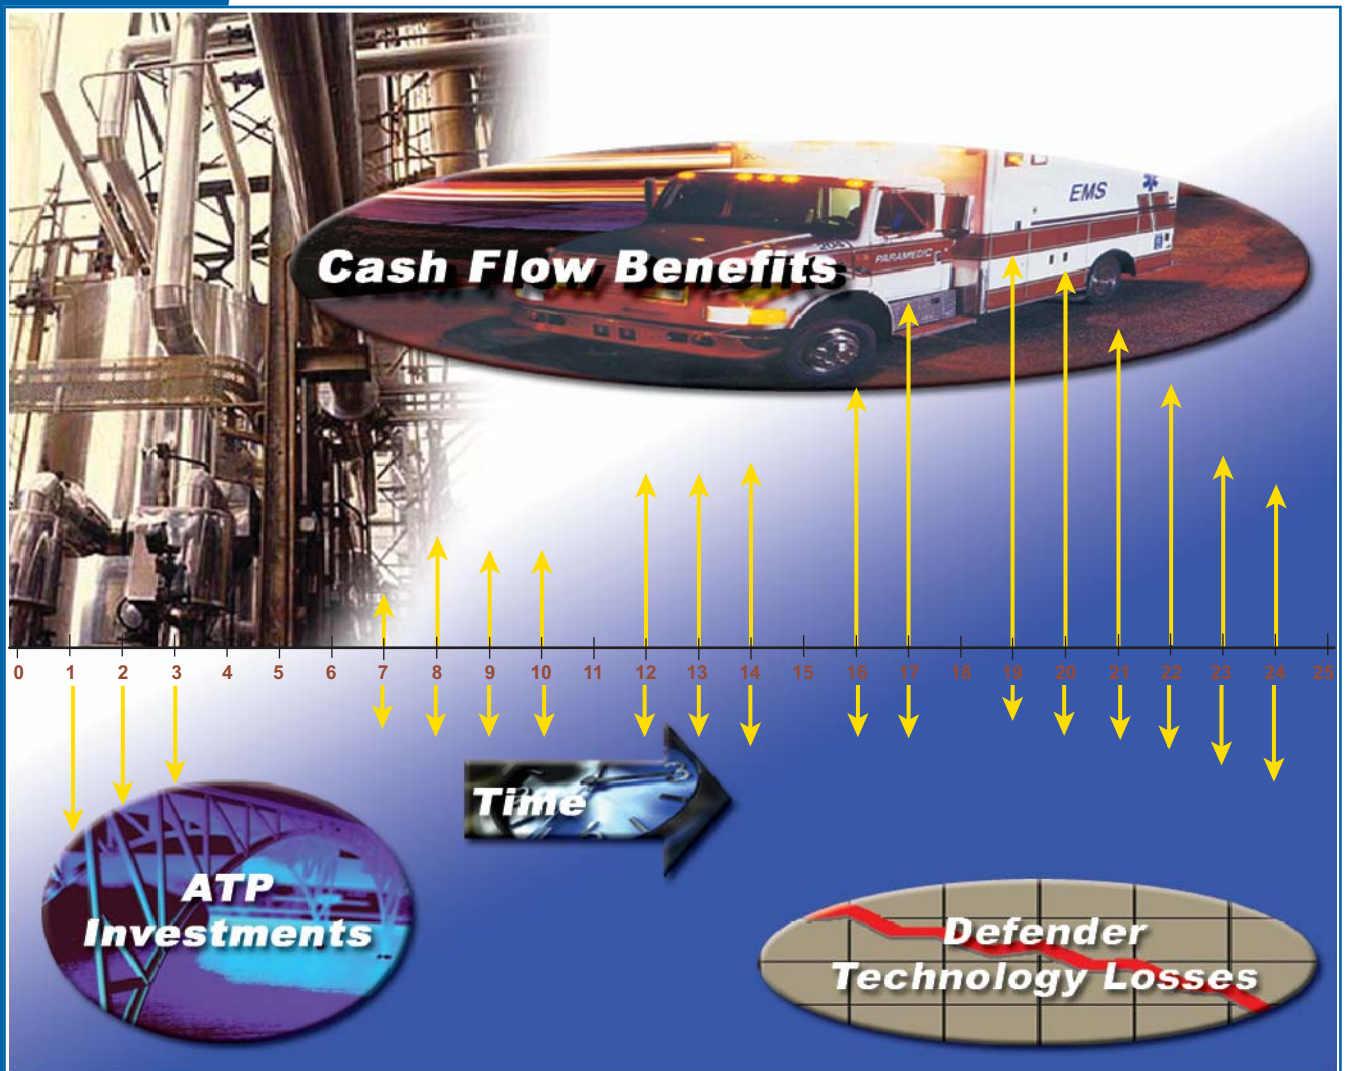 EMS
PARAMEDIC
Cash Flow Benefits
0 1 2 3 4 5 6 7 8 9 10 11 12 13 14 15 16 17 18 19 20 21 22 23 24 25
Time
ATP
Investments
Defender
Technology Losses